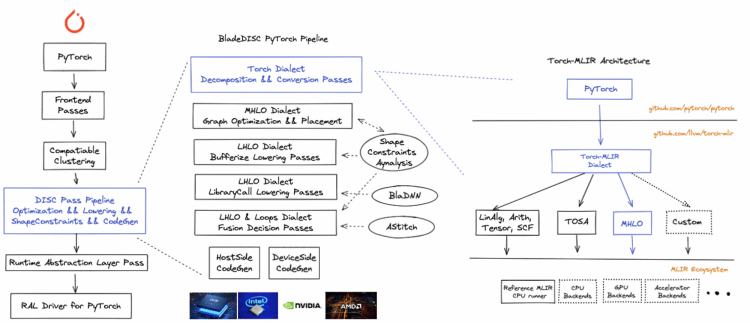 PyTorch
Frontend
Passes
Compatiable
Clustering
DISC Pass Pipeline
Optimization && Lowering &&
ShapeConstraints && CodeGen
Runtime Abstraction Layer Pass
RAL Driver for PyTorch
BladeDISC PyTorch Pipeline
Torch Dialect
Decomposition && Conversion Passes
MHLO Dialect
Graph Optimization && Placement
LHLO Dialect
Bufferize Lowering Passes
LHLO Dialect
LibraryCall Lowering Passes
LHLO & Loops Dialect
Fusion Decision Passes
Shape
Constraints
Aynalysis
BlaDNN
AStitch
HostSide
CodeGen
DeviceSide
CodeGen
intel
NVIDIA
AMD
Torch-MLIR Architecture
PyTorch
github.com/pytorch/pytorch
github.com/llvm/torch-mlir
Torch-MLIR
Dialect
LinAlg, Arith,
Tensor, SCF
TOSA
MHLO
Custom
MLIR Ecosystem
Reference MLIR
CPU runner
CPU
Backends
GPU
Backends
Accelerator
Backends